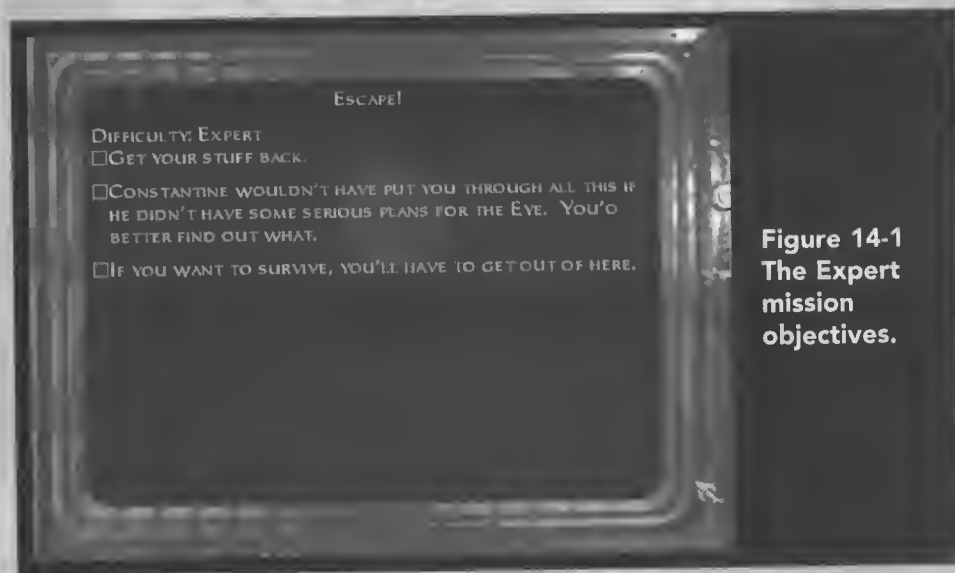 ESCAPE!
DIFFICULTY: EXPERT
☐GET YOUR STUFF BACK.
☐CONSTANTINE WOULDN'T HAVE PUT YOU THROUGH ALL THIS IF
HE DIDN'T HAVE SOME SERIOUS PLANS FOR THE EYE. YOU'D
BETTER FIND OUT WHAT.
☐IF YOU WANT TO SURVIVE, YOU'LL HAVE TO GET OUT OF HERE.
Figure 14-1
The Expert
mission
objectives.